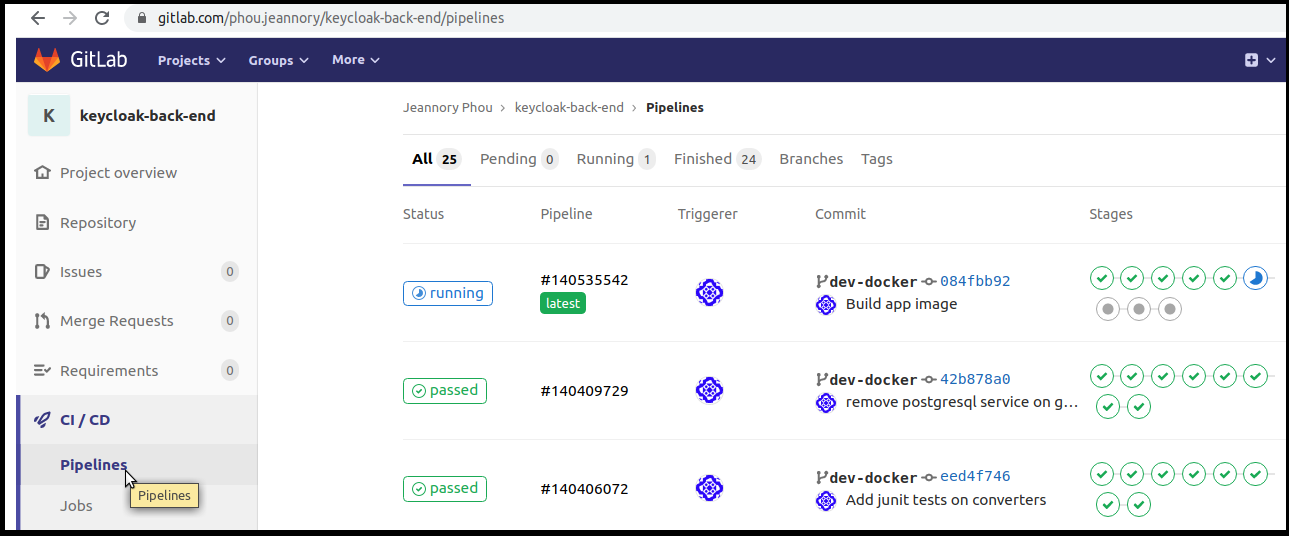 gitlab.com/phou.jeannory/keycloak-back-end/pipelines
GitLab Projects Groups More
K keycloak-back-end
Project overview
Repository
Issues 0
Merge Requests 0
Requirements 0
CI / CD
Pipelines
Pipelines
Jobs
Jeannory Phou > keycloak-back-end > Pipelines
All 25 Pending 0 Running 1 Finished 24 Branches Tags
Status Pipeline Triggerer Commit Stages
running #140535542 dev-docker 084fbb92
latest Build app image
passed #140409729 dev-docker 42b878a0
remove postgresql service on g…
passed #140406072 dev-docker eed4f746
Add junit tests on converters